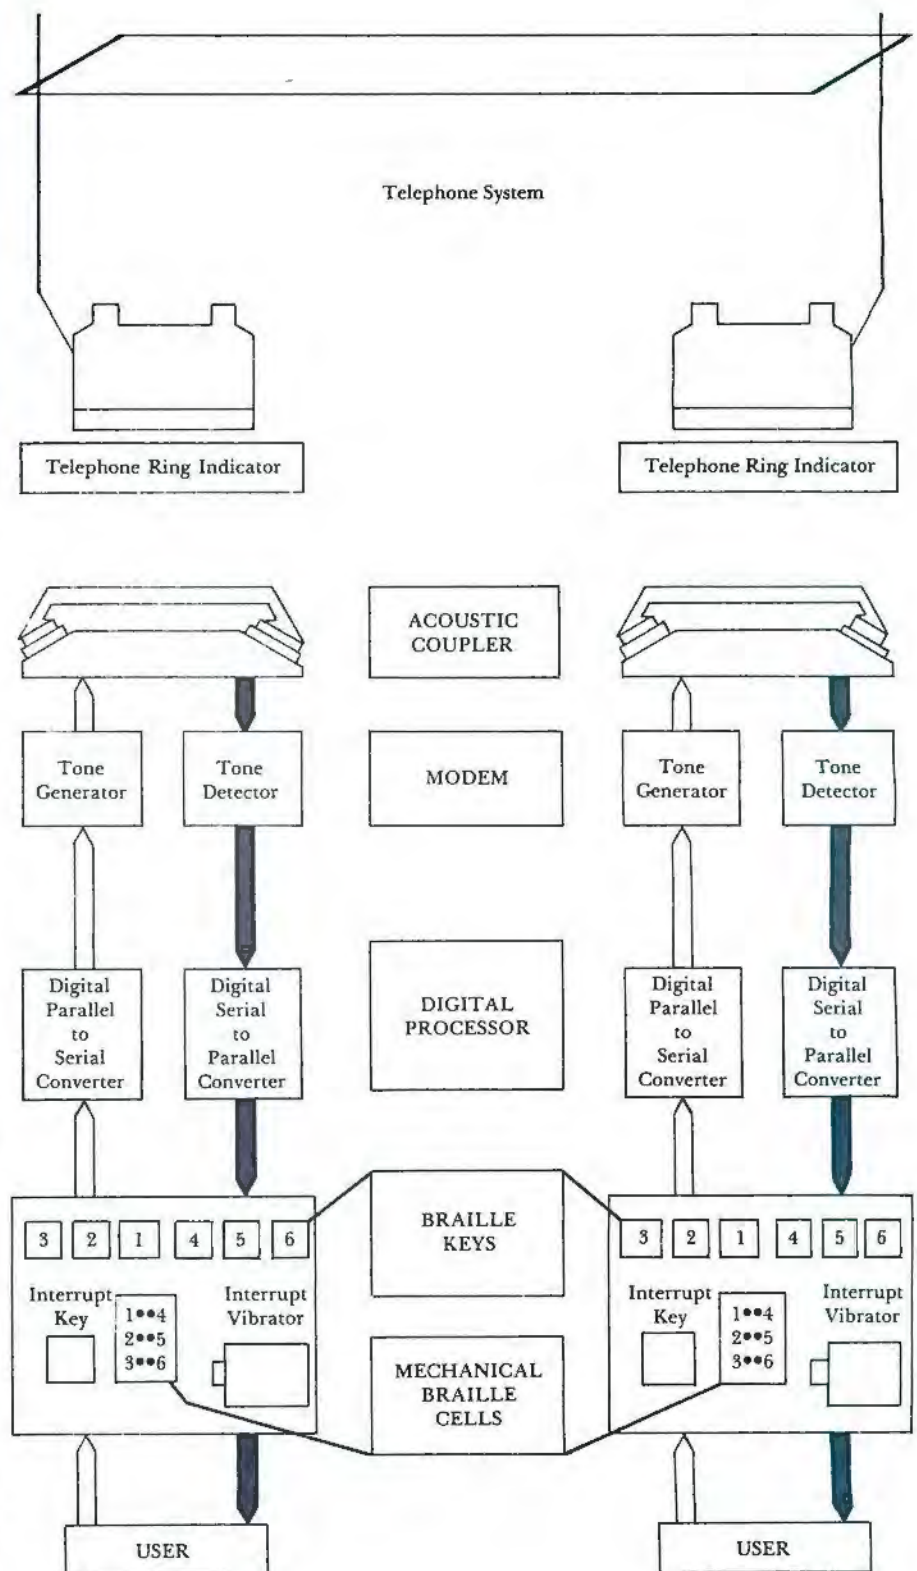 Telephone System
Telephone Ring Indicator
Telephone Ring Indicator
ACOUSTIC
COUPLER
Tone
Generator
Tone
Detector
MODEM
Tone
Generator
Tone
Detector
Digital
Parallel
to
Serial
Converter
Digital
Serial
to
Parallel
Converter
DIGITAL
PROCESSOR
Digital
Parallel
to
Serial
Converter
Digital
Serial
to
Parallel
Converter
3 2 1 4 5 6
BRAILLE
KEYS
3 2 1 4 5 6
Interrupt
Key
1●●4
2●●5
3●●6
Interrupt
Vibrator
MECHANICAL
BRAILLE
CELLS
Interrupt
Key
1●●4
2●●5
3●●6
Interrupt
Vibrator
USER
USER